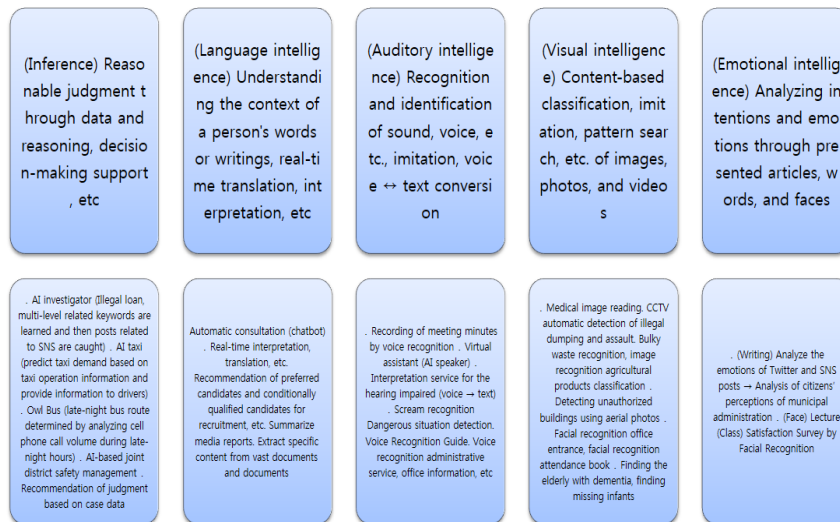 (Inference) Reaso
nable judgment t
hrough data and
reasoning, decisio
n-making support
, etc
(Language intellig
ence) Understandi
ng the context of
a person's words
or writings, real-ti
me translation, int
erpretation, etc
(Auditory intellige
nce) Recognition
and identification
of sound, voice, e
tc., imitation, voic
e ↔ text conversi
on
(Visual intelligenc
e) Content-based
classification, imit
ation, pattern sear
ch, etc. of images,
photos, and video
s
(Emotional intellig
ence) Analyzing in
tentions and emo
tions through pre
sented articles, w
ords, and faces
. AI investigator (Illegal loan,
multi-level related keywords are
learned and then posts related
to SNS are caught) . AI taxi
(predict taxi demand based on
taxi operation information and
provide information to drivers)
. Owl Bus (late-night bus route
determined by analyzing cell
phone call volume during late-
night hours) . AI-based joint
district safety management .
Recommendation of judgment
based on case data
Automatic consultation (chatbot)
. Real-time interpretation,
translation, etc.
Recommendation of preferred
candidates and conditionally
qualified candidates for
recruitment, etc. Summarize
media reports. Extract specific
content from vast documents
and documents
. Recording of meeting minutes
by voice recognition . Virtual
assistant (AI speaker) .
Interpretation service for the
hearing impaired (voice → text)
. Scream recognition
Dangerous situation detection.
Voice Recognition Guide. Voice
recognition administrative
service, office information, etc
. Medical image reading. CCTV
automatic detection of illegal
dumping and assault. Bulky
waste recognition, image
recognition agricultural
products classification .
Detecting unauthorized
buildings using aerial photos .
Facial recognition office
entrance, facial recognition
attendance book . Finding the
elderly with dementia, finding
missing infants
. (Writing) Analyze the
emotions of Twitter and SNS
posts → Analysis of citizens'
perceptions of municipal
administration . (Face) Lecture
(Class) Satisfaction Survey by
Facial Recognition